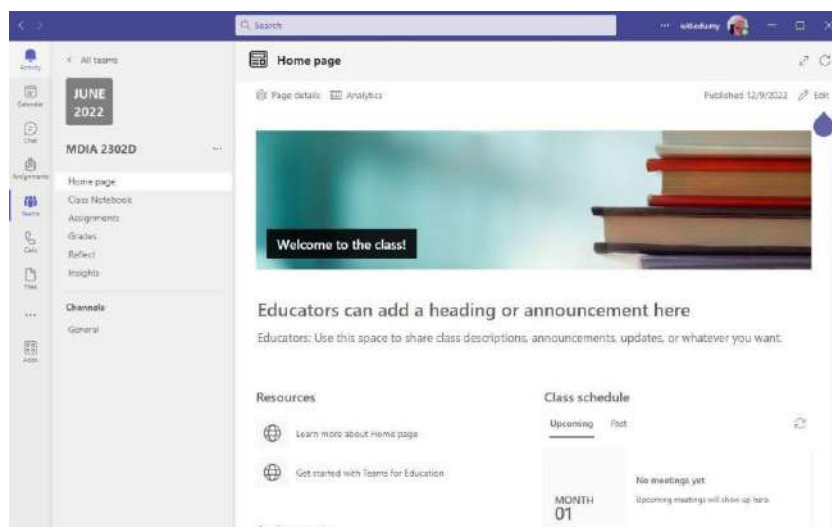 Search
Activity
Calendar
Chat
Assignments
Teams
Calls
Files
Apps
All teams
JUNE
2022
MDIA 2302D
Home page
Class Notebook
Assignments
Grades
Reflect
Insights
Channels
General
Home page
Page details
Analytics
Published 12/9/2022
Edit
Welcome to the class!
Educators can add a heading or announcement here
Educators: Use this space to share class descriptions, announcements, updates, or whatever you want.
Resources
Learn more about Home page
Get started with Teams for Education
Class schedule
Upcoming Past
MONTH
01
No meetings yet
Upcoming meetings will show up here.